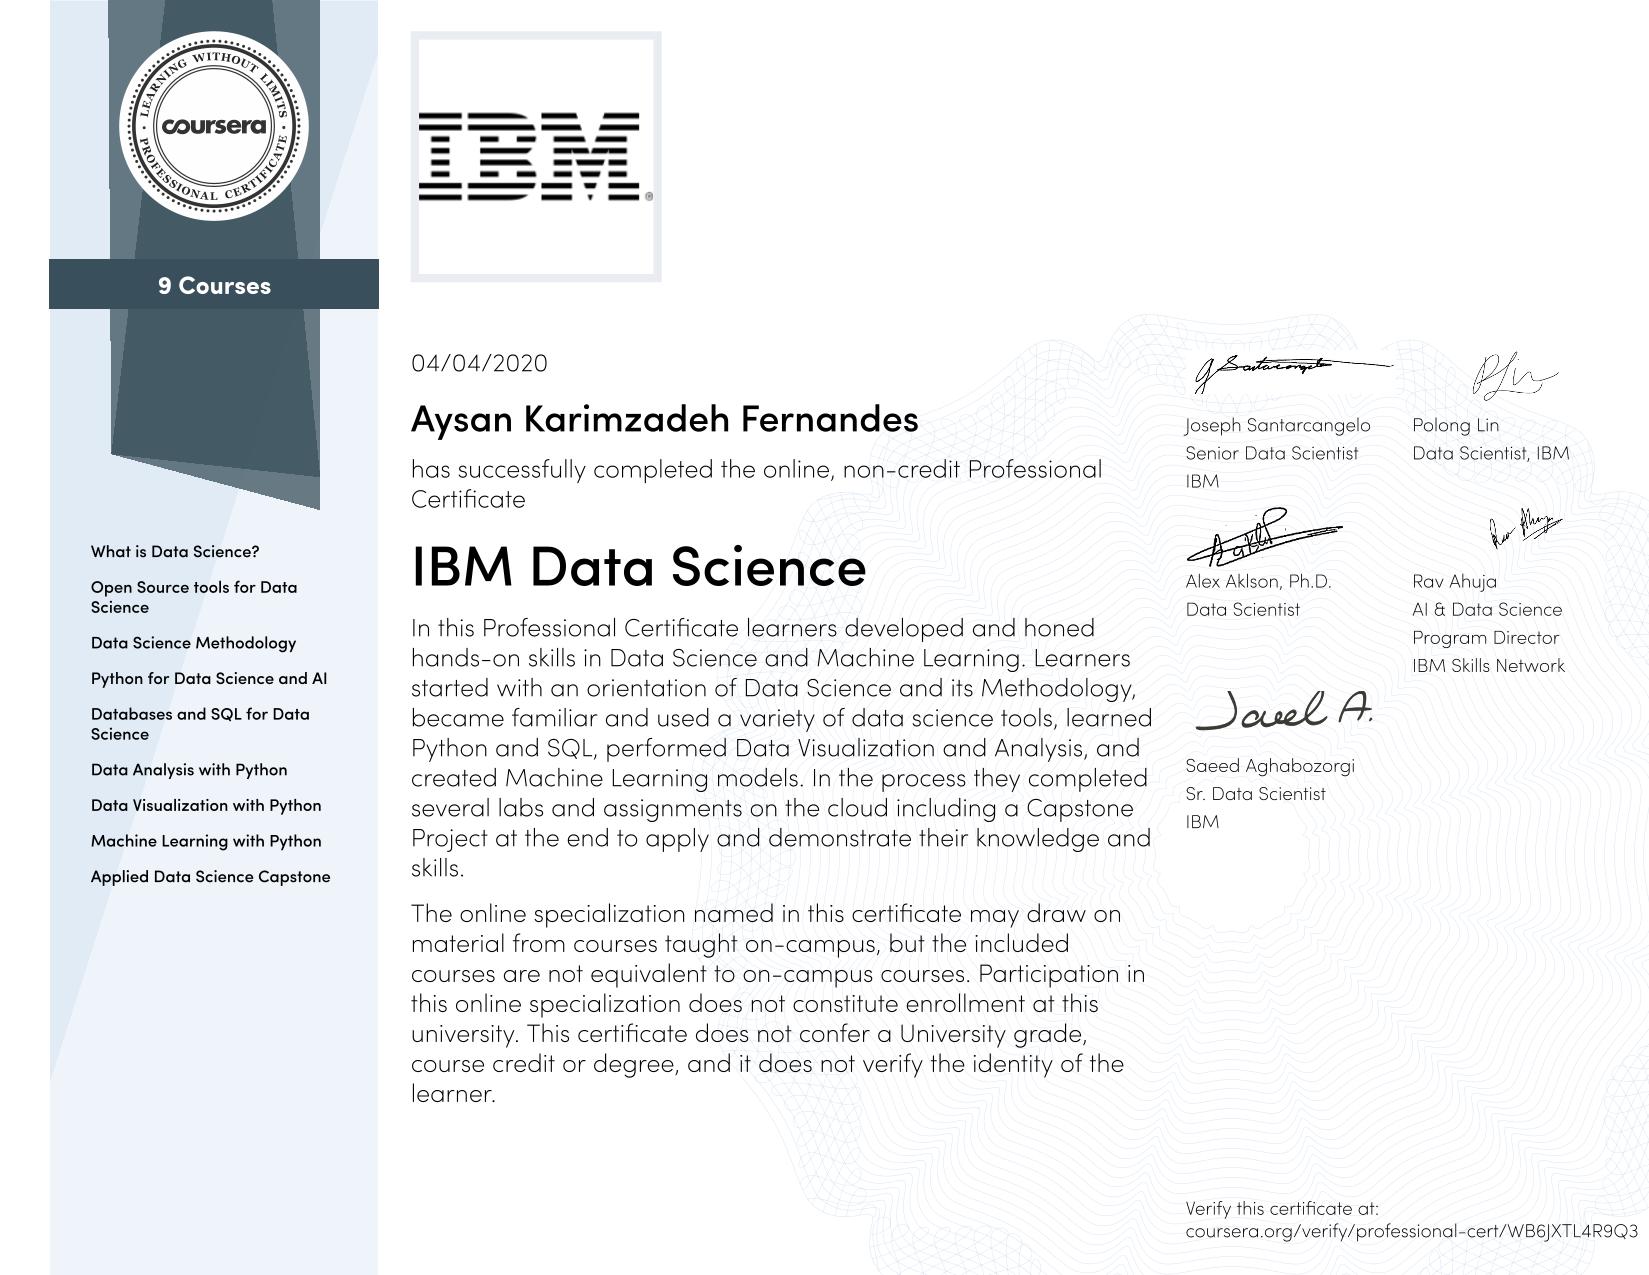 LEARNING WITHOUT LIMITS
coursera
PROFESSIONAL CERTIFICATE
9 Courses
What is Data Science?
Open Source tools for Data
Science
Data Science Methodology
Python for Data Science and AI
Databases and SQL for Data
Science
Data Analysis with Python
Data Visualization with Python
Machine Learning with Python
Applied Data Science Capstone
IBM®
04/04/2020
Aysan Karimzadeh Fernandes
has successfully completed the online, non-credit Professional
Certificate
IBM Data Science
In this Professional Certificate learners developed and honed
hands-on skills in Data Science and Machine Learning. Learners
started with an orientation of Data Science and its Methodology,
became familiar and used a variety of data science tools, learned
Python and SQL, performed Data Visualization and Analysis, and
created Machine Learning models. In the process they completed
several labs and assignments on the cloud including a Capstone
Project at the end to apply and demonstrate their knowledge and
skills.
The online specialization named in this certificate may draw on
material from courses taught on-campus, but the included
courses are not equivalent to on-campus courses. Participation in
this online specialization does not constitute enrollment at this
university. This certificate does not confer a University grade,
course credit or degree, and it does not verify the identity of the
learner.
Joseph Santarcangelo
Senior Data Scientist
IBM
Polong Lin
Data Scientist, IBM
Alex Aklson, Ph.D.
Data Scientist
Rav Ahuja
AI & Data Science
Program Director
IBM Skills Network
Saeed Aghabozorgi
Sr. Data Scientist
IBM
Verify this certificate at:
coursera.org/verify/professional-cert/WB6JXTL4R9Q3